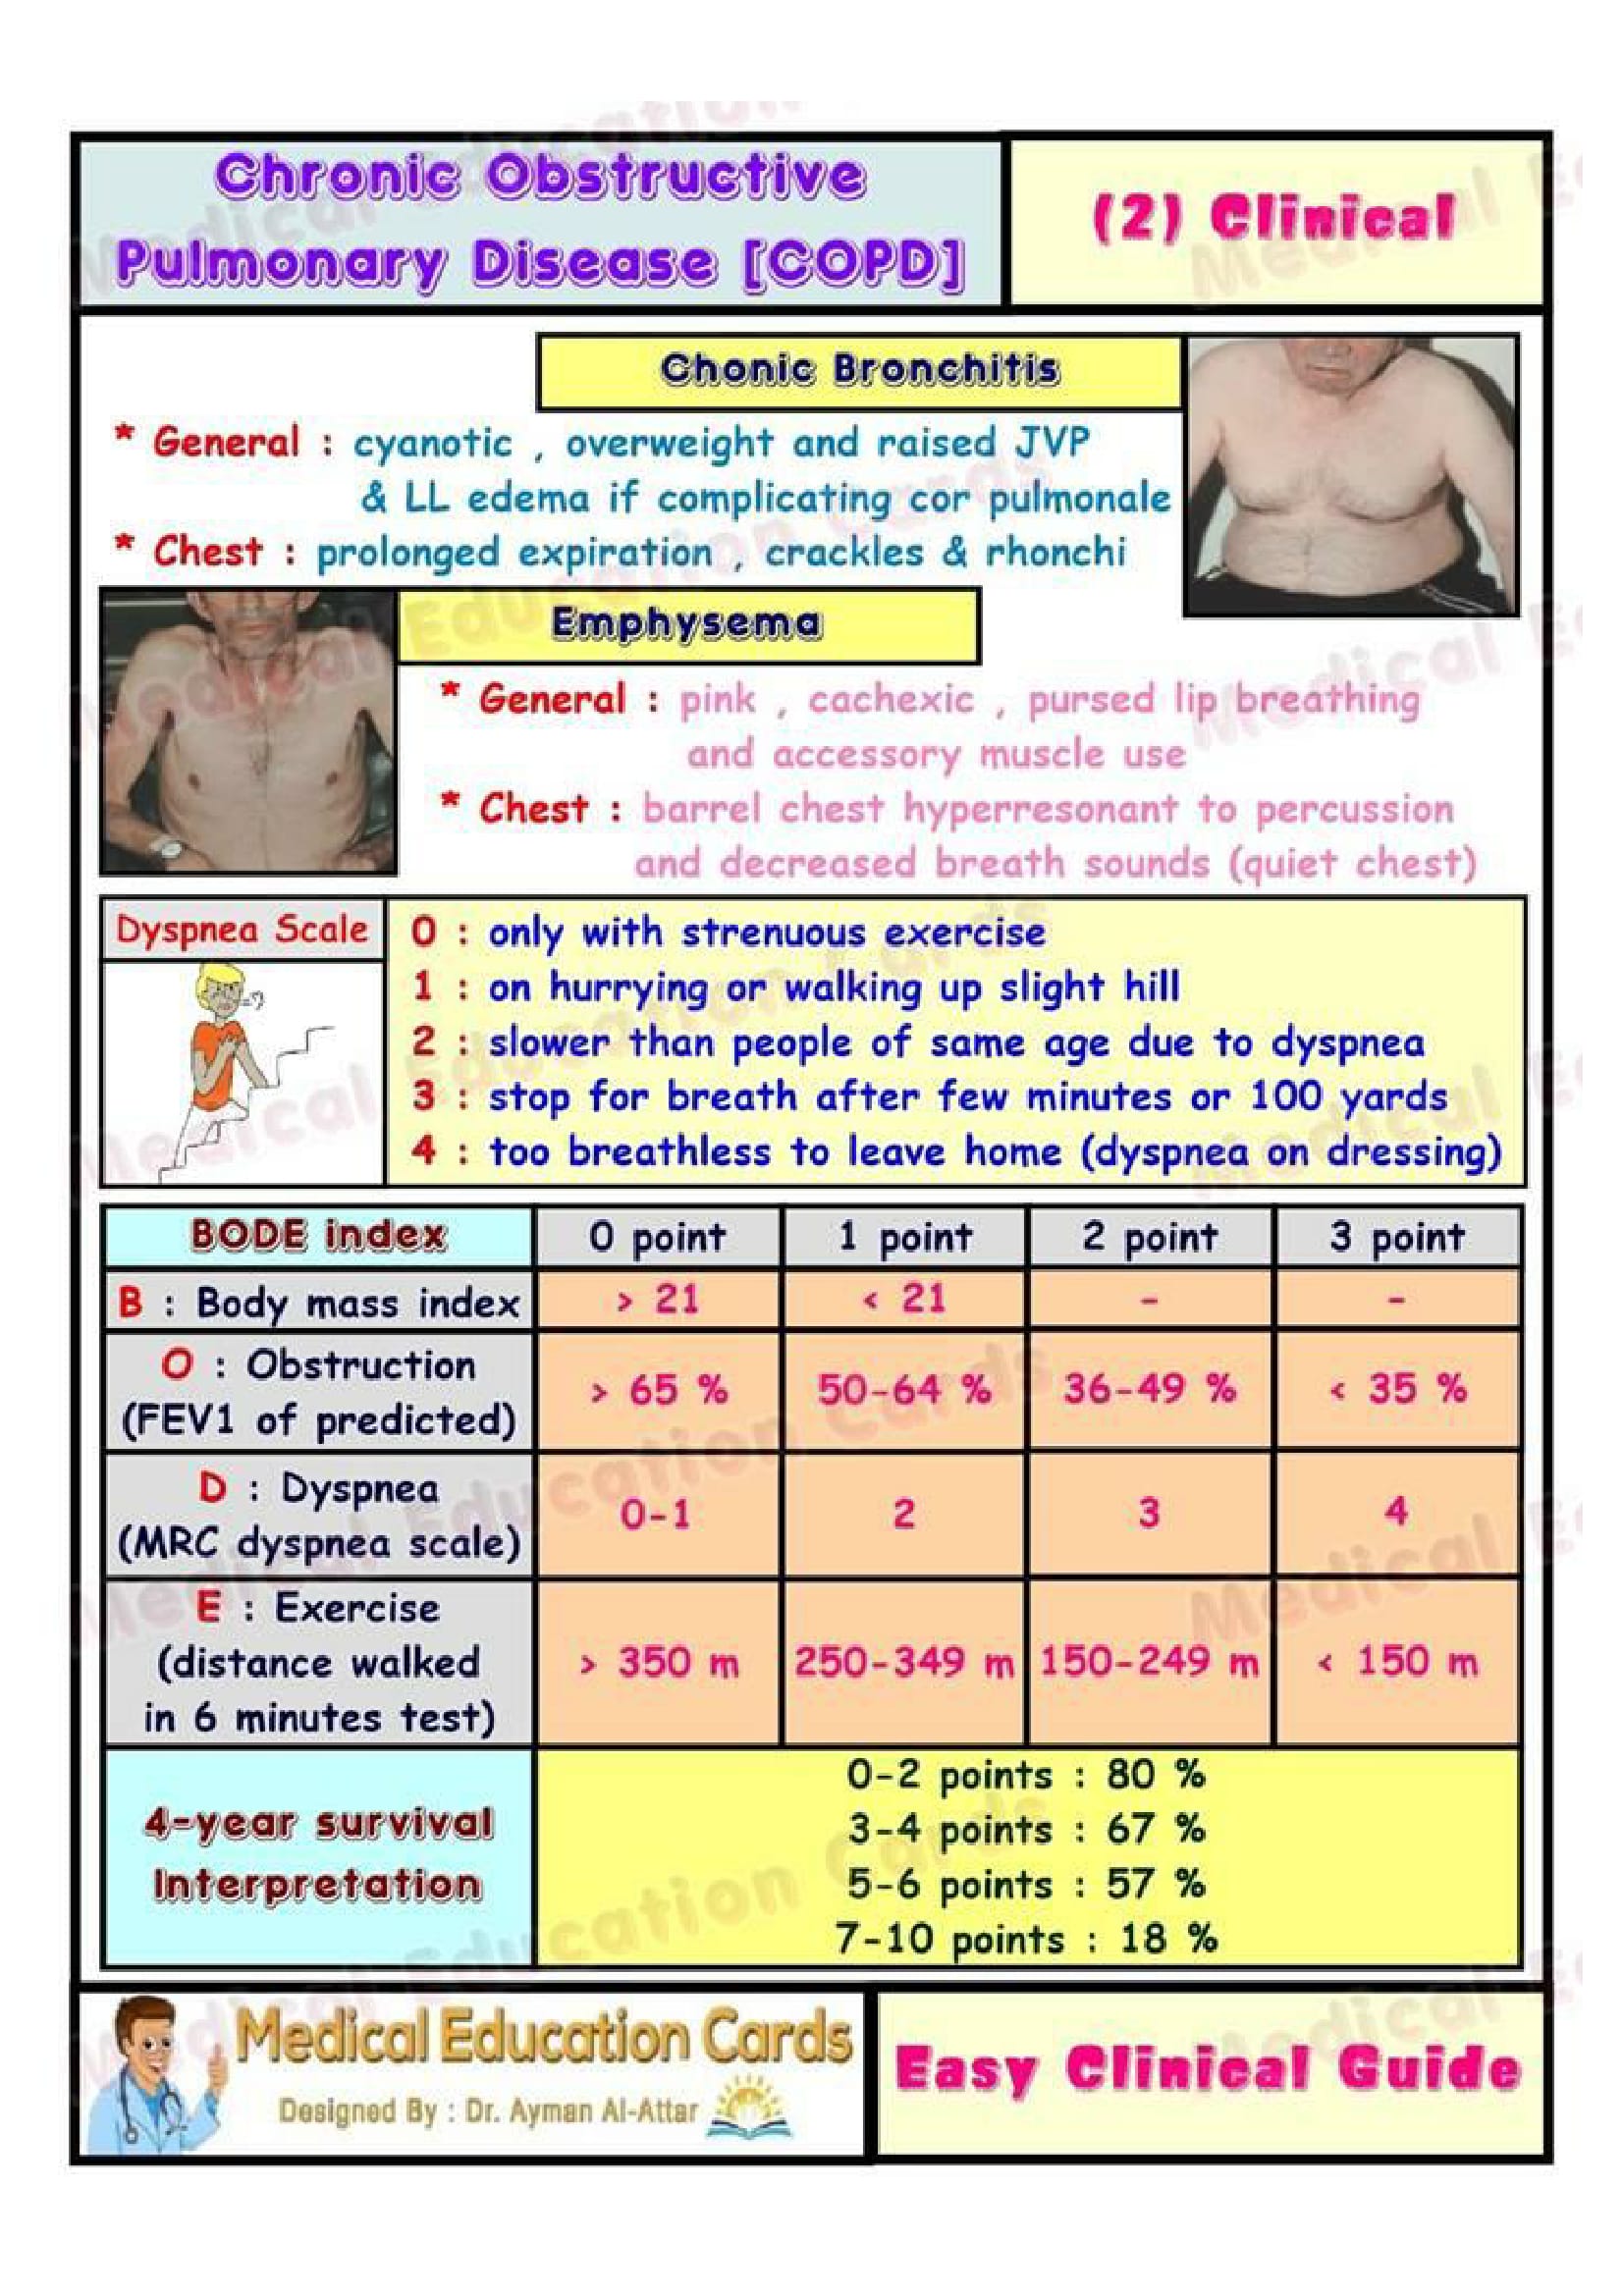 Chronic Obstructive
Pulmonary Disease [COPD]
(2) Clinical
Chonic Bronchitis
* General : cyanotic , overweight and raised JVP
& LL edema if complicating cor pulmonale
* Chest : prolonged expiration , crackles & rhonchi
Emphysema
* General : pink , cachexic , pursed lip breathing
and accessory muscle use
* Chest : barrel chest hyperresonant to percussion
and decreased breath sounds (quiet chest)
Dyspnea Scale
0 : only with strenuous exercise
1 : on hurrying or walking up slight hill
2 : slower than people of same age due to dyspnea
3 : stop for breath after few minutes or 100 yards
4 : too breathless to leave home (dyspnea on dressing)
BODE index 0 point 1 point 2 point 3 point
B : Body mass index > 21 < 21 - -
O : Obstruction
(FEV1 of predicted) > 65 % 50-64 % 36-49 % < 35 %
D : Dyspnea
(MRC dyspnea scale) 0-1 2 3 4
E : Exercise
(distance walked
in 6 minutes test) > 350 m 250-349 m 150-249 m < 150 m
4-year survival
Interpretation
0-2 points : 80 %
3-4 points : 67 %
5-6 points : 57 %
7-10 points : 18 %
Medical Education Cards
Designed By : Dr. Ayman Al-Attar
Easy Clinical Guide